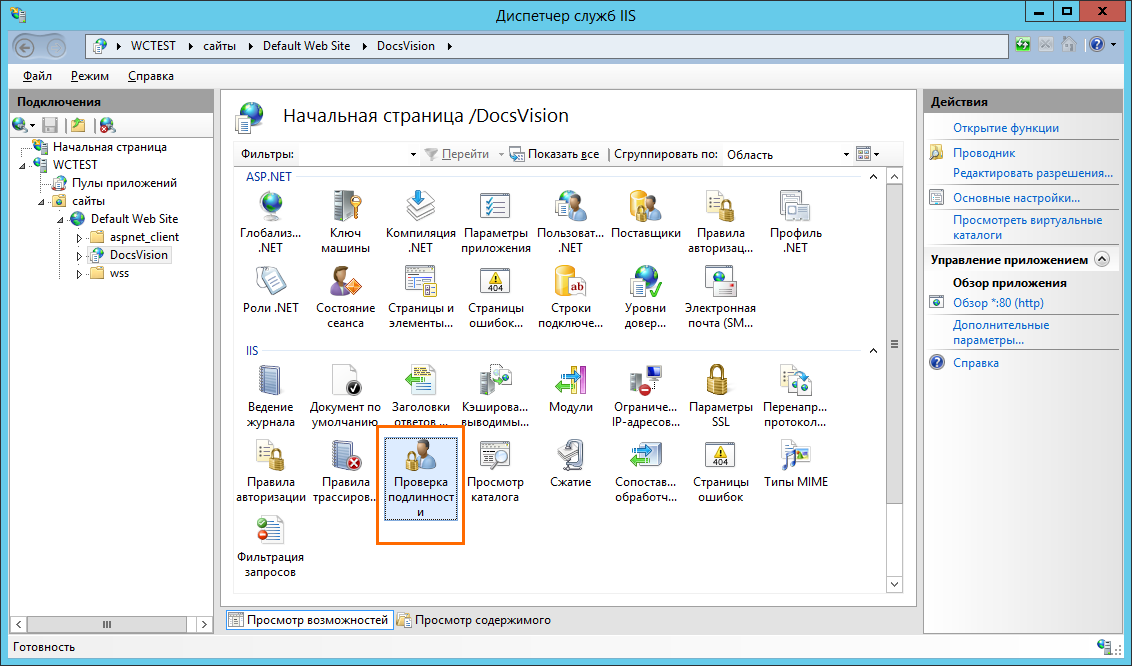 Диспетчер служб IIS
WCTEST
сайты
Default Web Site
DocsVision
Файл
Режим
Справка
Подключения
Начальная страница
WCTEST
Пулы приложений
сайты
Default Web Site
aspnet_client
DocsVision
wss
Начальная страница /DocsVision
Фильтры:
Перейти
Показать все
Сгруппировать по:
Область
ASP.NET
Глобализ...
.NET
Ключ
машины
Компиляция
.NET
Параметры
приложения
Пользоват...
.NET
Поставщики
Правила
авторизац...
Профиль
.NET
Роли .NET
Состояние
сеанса
Страницы и
элементы...
Страницы
ошибок...
Строки
подключе...
Уровни
довер...
Электронная
почта (SM...
IIS
Ведение
журнала
Документ по
умолчанию
Заголовки
ответов ...
Кэширова...
выводимы...
Модули
Ограниче...
IP-адресов...
Параметры
SSL
Перенапр...
протокол...
Правила
авторизации
Правила
трассиров...
Проверка
подлинност
и
Просмотр
каталога
Сжатие
Сопостав...
обработч...
Страницы
ошибок
Типы MIME
Фильтрация
запросов
Просмотр возможностей
Просмотр содержимого
Действия
Открытие функции
Проводник
Редактировать разрешения...
Основные настройки...
Просмотреть виртуальные
каталоги
Управление приложением
Обзор приложения
Обзор *:80 (http)
Дополнительные
параметры...
Справка
Готовность